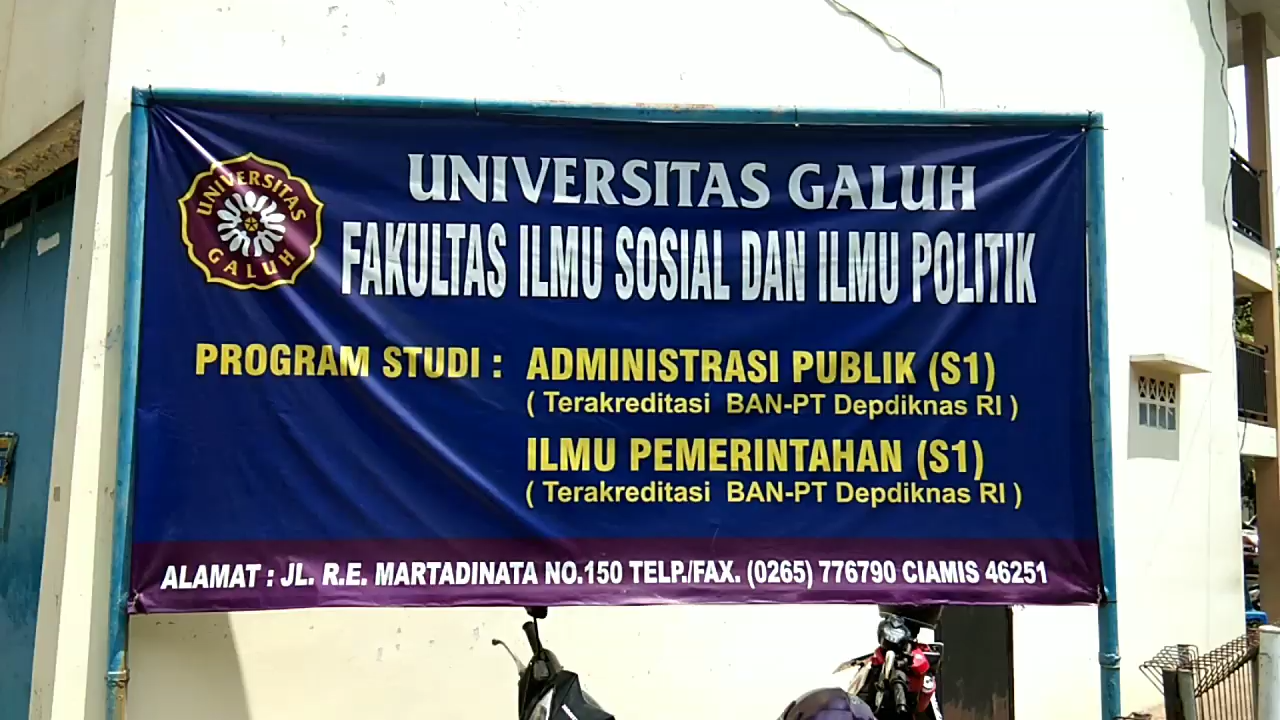 UNIVERSITAS GALUH
UNIVERSITAS GALUH
FAKULTAS ILMU SOSIAL DAN ILMU POLITIK
PROGRAM STUDI : ADMINISTRASI PUBLIK (S1)
( Terakreditasi BAN-PT Depdiknas RI )
ILMU PEMERINTAHAN (S1)
( Terakreditasi BAN-PT Depdiknas RI )
ALAMAT : JL. R.E. MARTADINATA NO.150 TELP./FAX. (0265) 776790 CIAMIS 46251